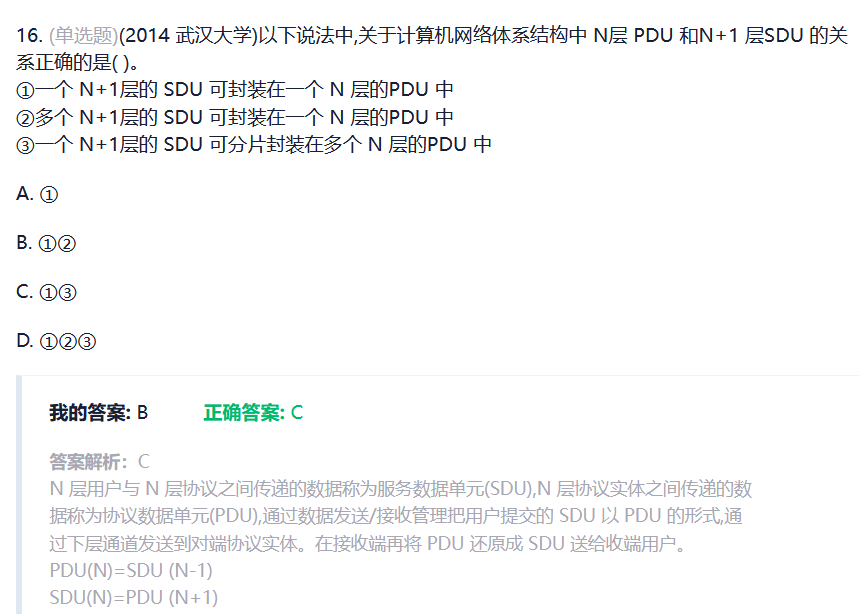 16. (单选题)(2014 武汉大学)以下说法中,关于计算机网络体系结构中 N层 PDU 和N+1 层SDU 的关
系正确的是( )。
①一个 N+1层的 SDU 可封装在一个 N 层的PDU 中
②多个 N+1层的 SDU 可封装在一个 N 层的PDU 中
③一个 N+1层的 SDU 可分片封装在多个 N 层的PDU 中
A. ①
B. ①②
C. ①③
D. ①②③
我的答案: B 正确答案: C
答案解析： C
N 层用户与 N 层协议之间传递的数据称为服务数据单元(SDU),N 层协议实体之间传递的数
据称为协议数据单元(PDU),通过数据发送/接收管理把用户提交的 SDU 以 PDU 的形式,通
过下层通道发送到对端协议实体。在接收端再将 PDU 还原成 SDU 送给收端用户。
PDU(N)=SDU (N-1)
SDU(N)=PDU (N+1)